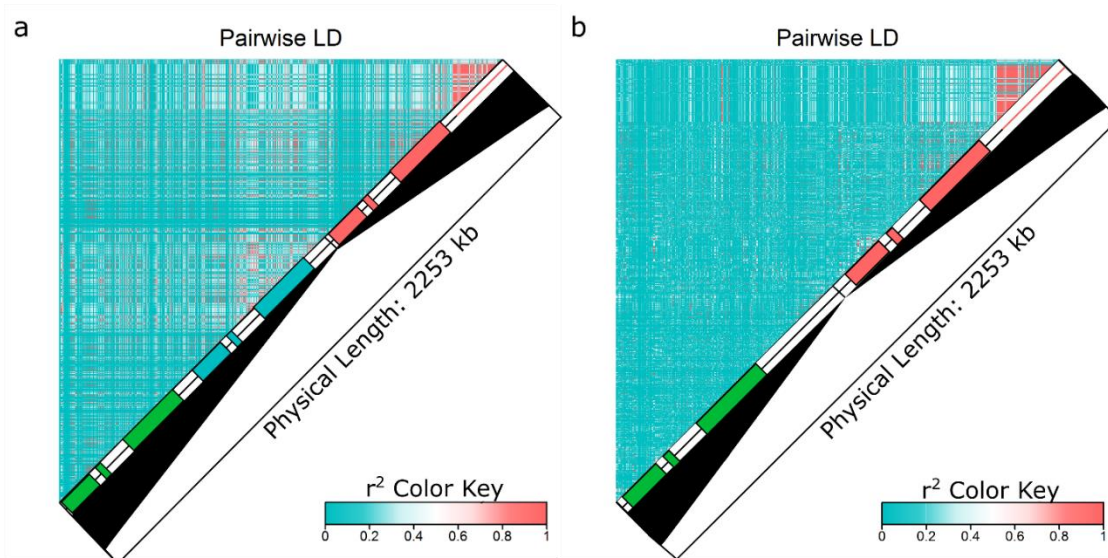 a
Pairwise LD
Physical Length: 2253 kb
r² Color Key
0 0.2 0.4 0.6 0.8 1
b
Pairwise LD
Physical Length: 2253 kb
r² Color Key
0 0.2 0.4 0.6 0.8 1